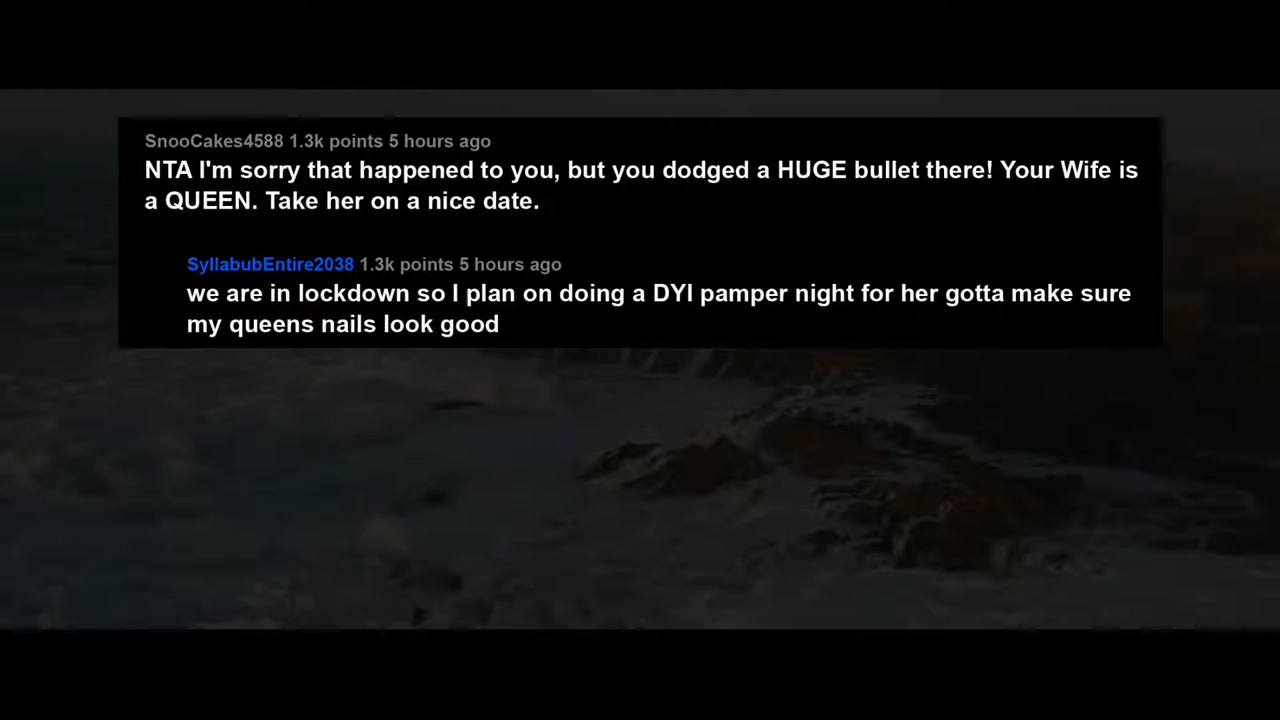 SnooCakes4588 1.3k points 5 hours ago
NTA I'm sorry that happened to you, but you dodged a HUGE bullet there! Your Wife is
a QUEEN. Take her on a nice date.
SyllabubEntire2038 1.3k points 5 hours ago
we are in lockdown so I plan on doing a DYI pamper night for her gotta make sure
my queens nails look good